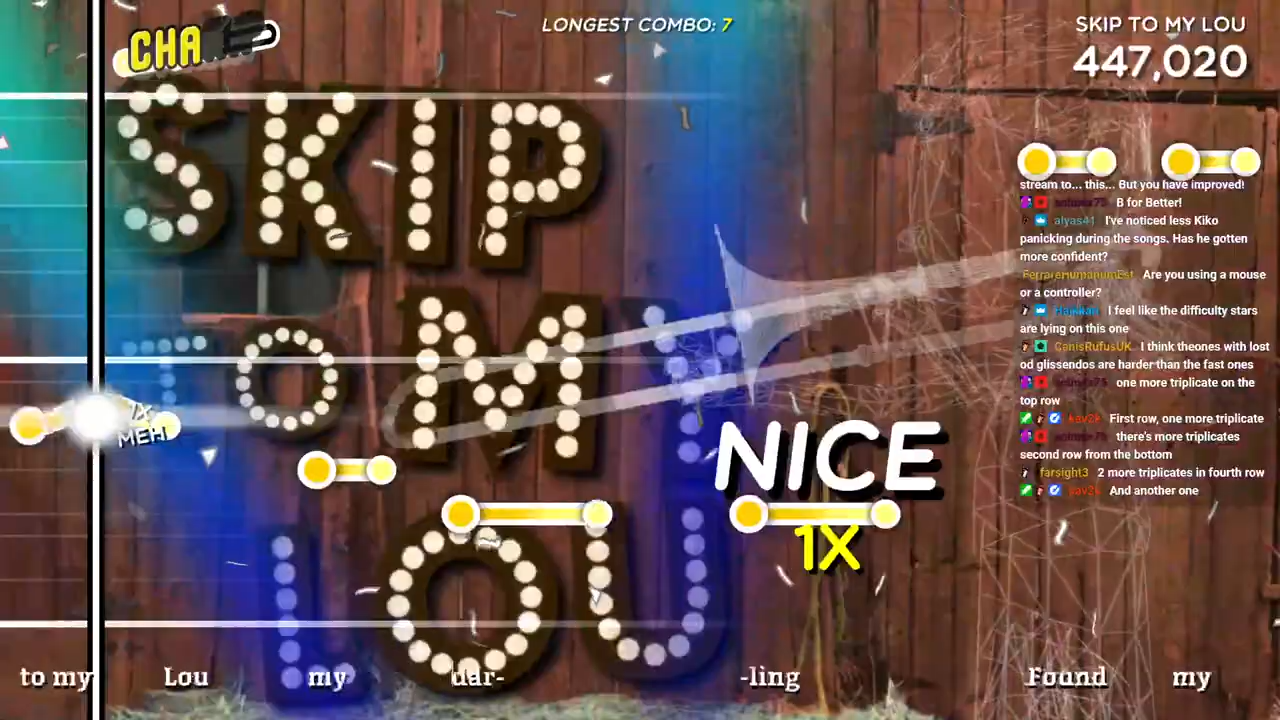 LONGEST COMBO: 7
SKIP TO MY LOU
447,020
CHA
SKIP
TO MY
LOU
1X
MEH
NICE
1X
stream to... this... But you have improved!
B for Better!
alyas41 I've noticed less Kiko
panicking during the songs. Has he gotten
more confident?
FerrareHumanumEst Are you using a mouse
or a controller?
I feel like the difficulty stars
are lying on this one
CanisRufusUK I think theones with lost
od glissendos are harder than the fast ones
one more triplicate on the
top row
kav2k First row, one more triplicate
there's more triplicates
second row from the bottom
farsight3 2 more triplicates in fourth row
kav2k And another one
to my Lou my dar- -ling Found my